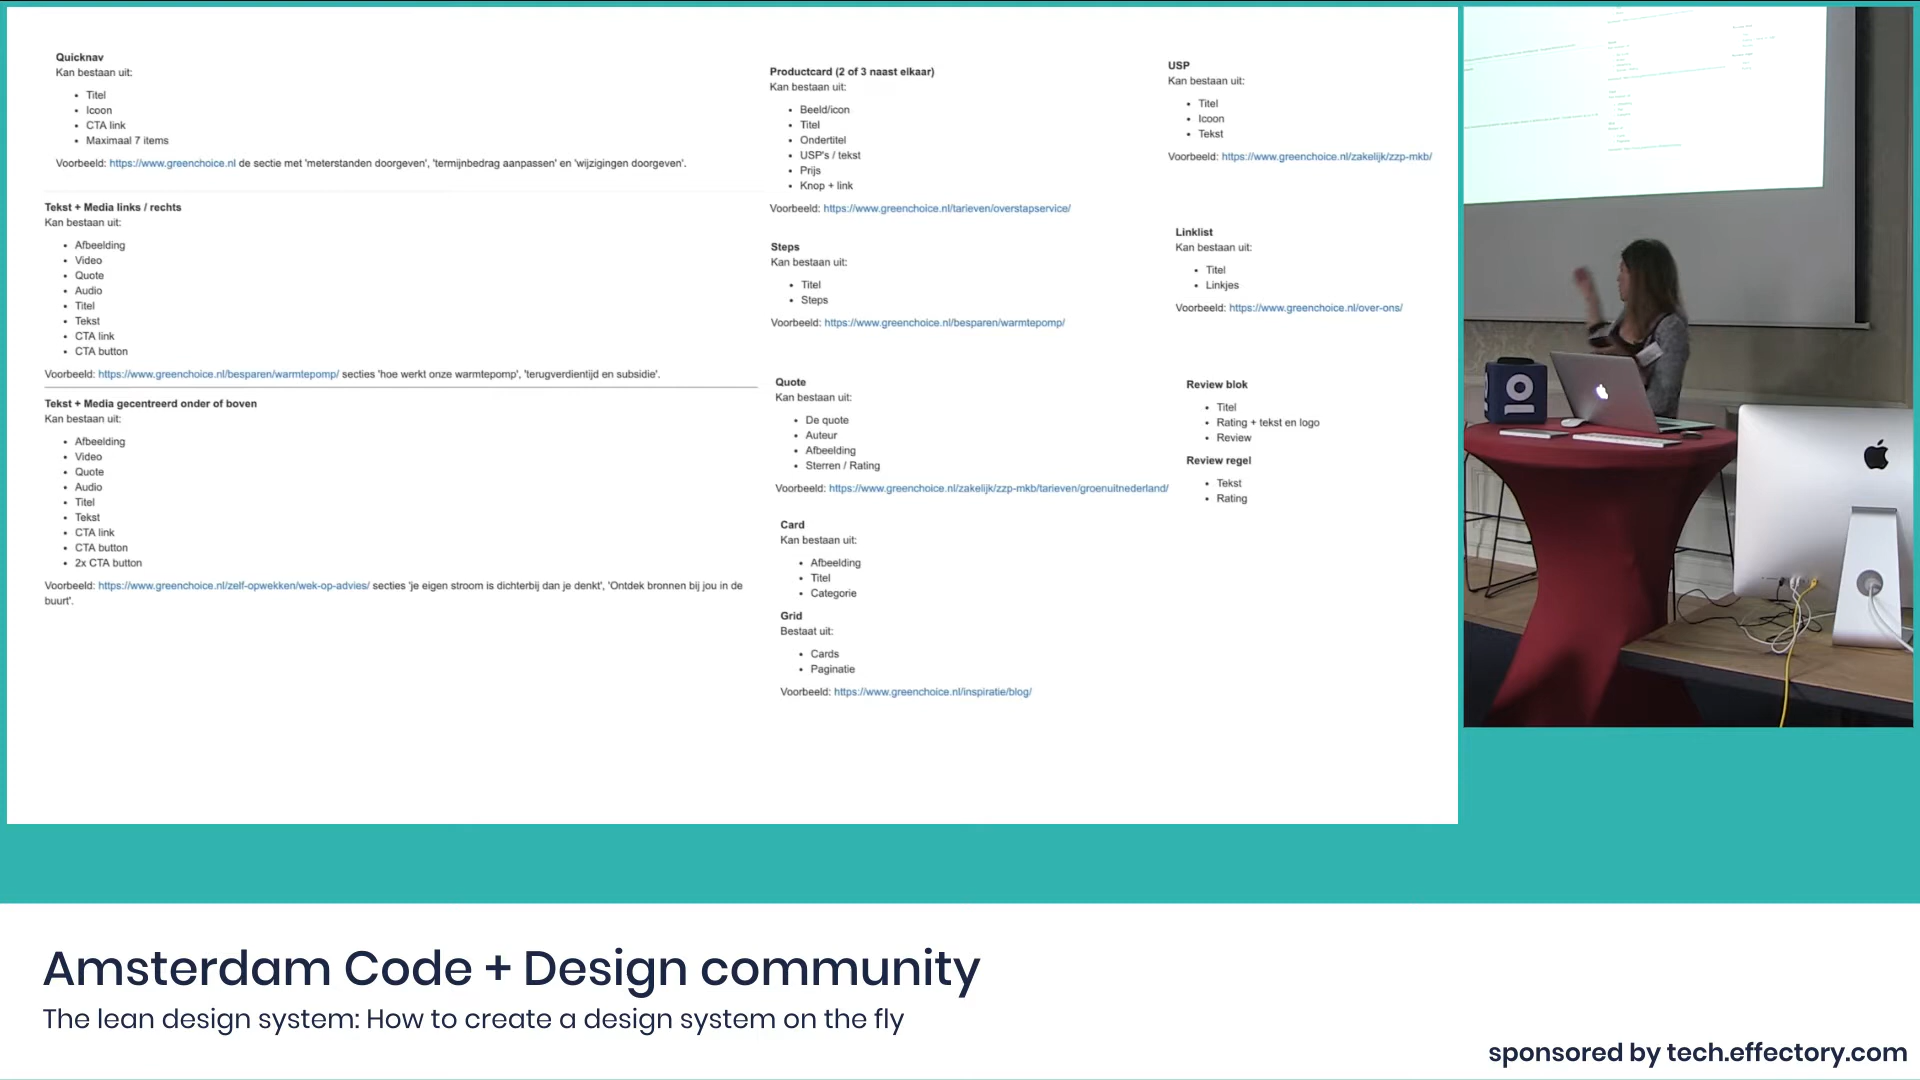 Quicknav
Kan bestaan uit:
• Titel
• Icoon
• CTA link
• Maximaal 7 items
Voorbeeld: https://www.greenchoice.nl de sectie met 'meterstanden doorgeven', 'termijnbedrag aanpassen' en 'wijzigingen doorgeven'.
Tekst + Media links / rechts
Kan bestaan uit:
• Afbeelding
• Video
• Quote
• Audio
• Titel
• Tekst
• CTA link
• CTA button
Voorbeeld: https://www.greenchoice.nl/besparen/warmtepomp/ secties 'hoe werkt onze warmtepomp', 'terugverdientijd en subsidie'.
Tekst + Media gecentreerd onder of boven
Kan bestaan uit:
• Afbeelding
• Video
• Quote
• Audio
• Titel
• Tekst
• CTA link
• CTA button
• 2x CTA button
Voorbeeld: https://www.greenchoice.nl/zelf-opwekken/wek-op-advies/ secties 'je eigen stroom is dichterbij dan je denkt', 'Ontdek bronnen bij jou in de
buurt'.
Productcard (2 of 3 naast elkaar)
Kan bestaan uit:
• Beeld/icon
• Titel
• Ondertitel
• USP's / tekst
• Prijs
• Knop + link
Voorbeeld: https://www.greenchoice.nl/tarieven/overstapservice/
Steps
Kan bestaan uit:
• Titel
• Steps
Voorbeeld: https://www.greenchoice.nl/besparen/warmtepomp/
Quote
Kan bestaan uit:
• De quote
• Auteur
• Afbeelding
• Sterren / Rating
Voorbeeld: https://www.greenchoice.nl/zakelijk/zzp-mkb/tarieven/groenuitnederland/
Card
Kan bestaan uit:
• Afbeelding
• Titel
• Categorie
Grid
Bestaat uit:
• Cards
• Paginatie
Voorbeeld: https://www.greenchoice.nl/inspiratie/blog/
USP
Kan bestaan uit:
• Titel
• Icoon
• Tekst
Voorbeeld: https://www.greenchoice.nl/zakelijk/zzp-mkb/
Linklist
Kan bestaan uit:
• Titel
• Linkjes
Voorbeeld: https://www.greenchoice.nl/over-ons/
Review blok
• Titel
• Rating + tekst en logo
• Review
Review regel
• Tekst
• Rating
Amsterdam Code + Design community
The lean design system: How to create a design system on the fly
sponsored by tech.effectory.com